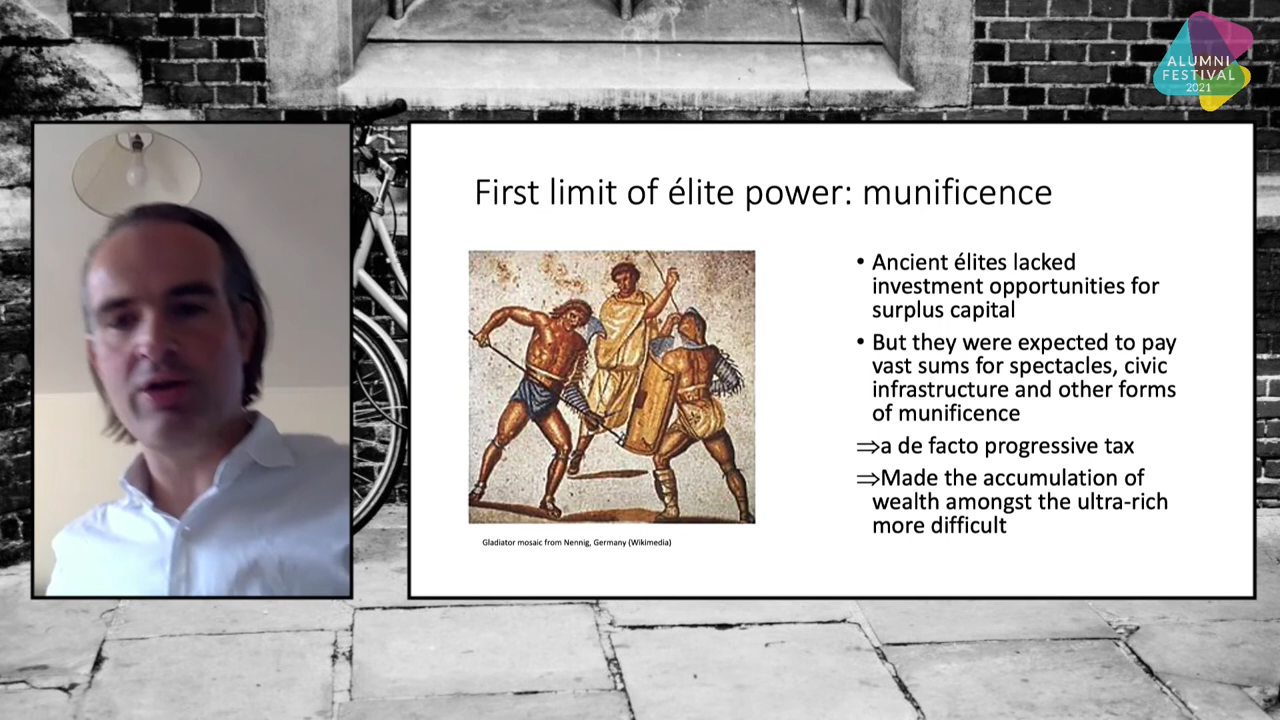 ALUMNI
FESTIVAL
2021
First limit of élite power: munificence
• Ancient élites lacked
investment opportunities for
surplus capital
• But they were expected to pay
vast sums for spectacles, civic
infrastructure and other forms
of munificence
⇒a de facto progressive tax
⇒Made the accumulation of
wealth amongst the ultra-rich
more difficult
Gladiator mosaic from Nennig, Germany (Wikimedia)